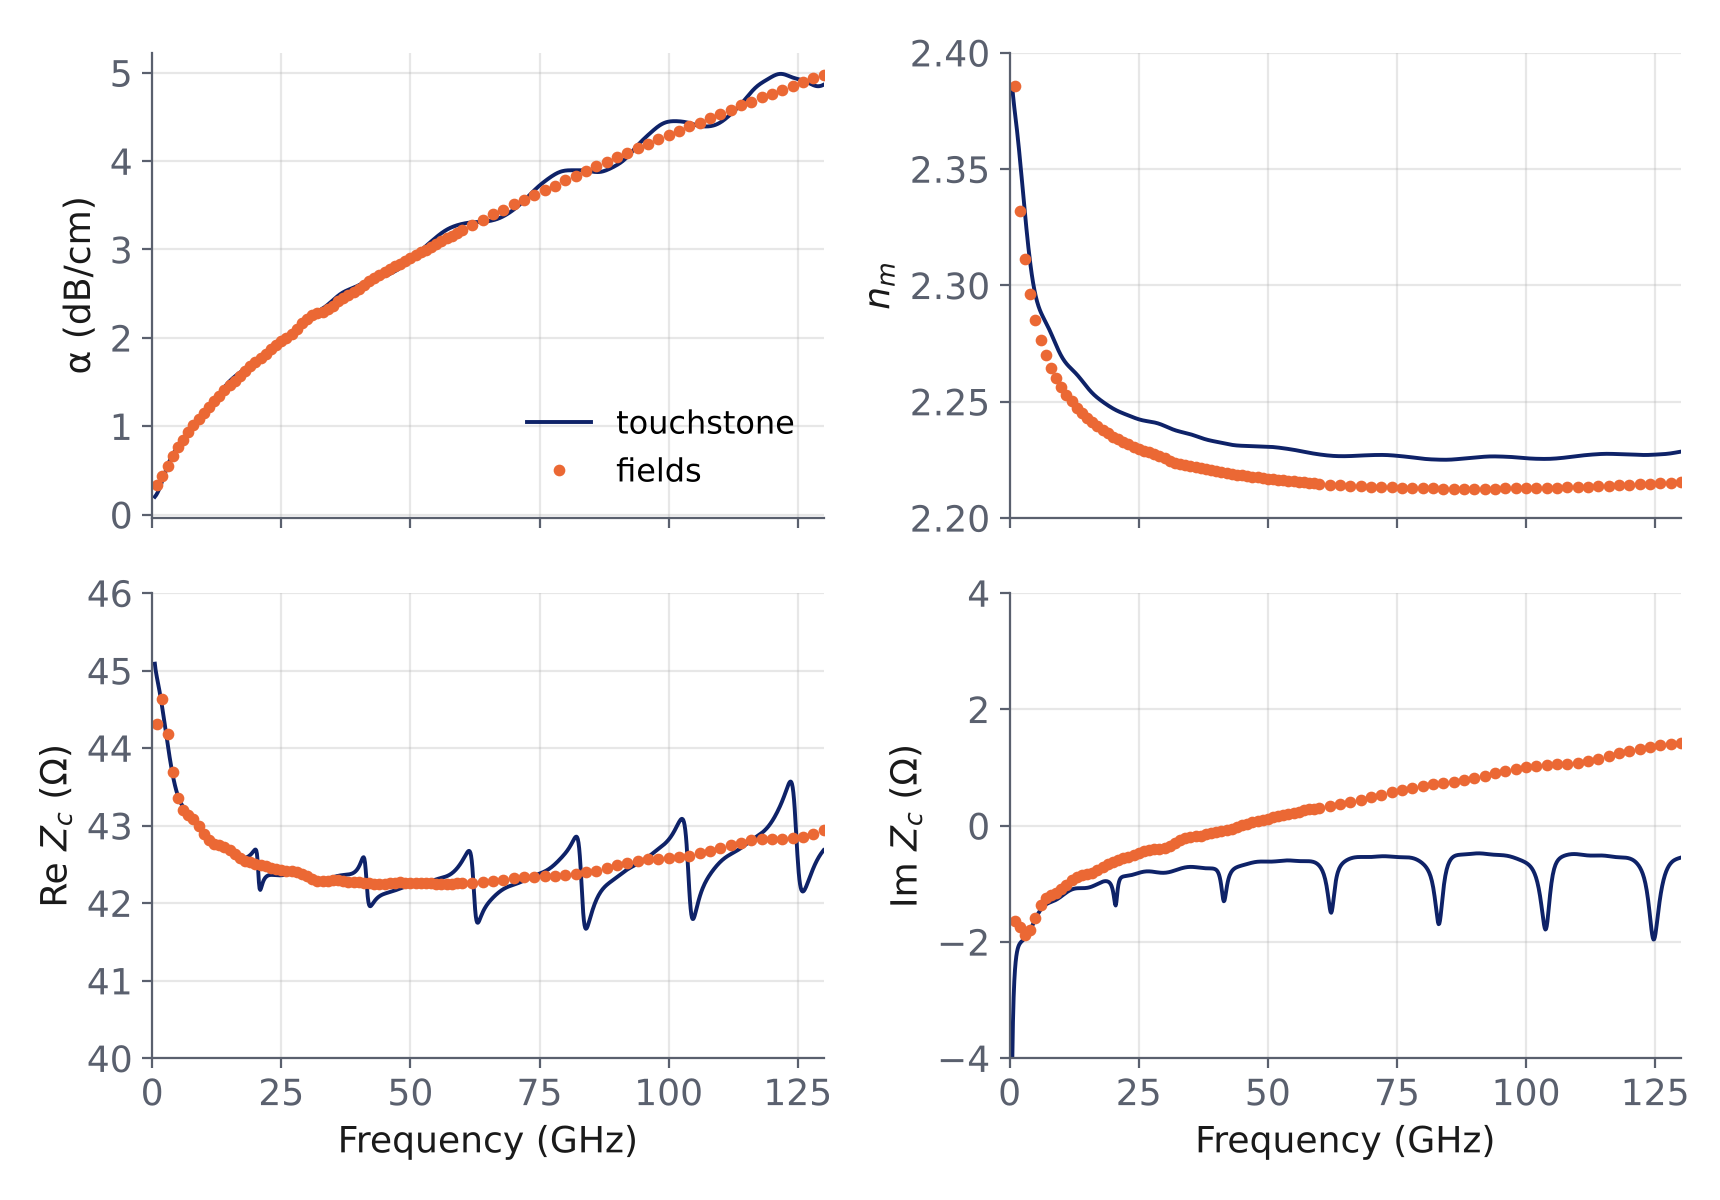 5
4
3
2
1
0
α (dB/cm)
touchstone
fields
2.40
2.35
2.30
2.25
2.20
n_m
46
45
44
43
42
41
40
0 25 50 75 100 125
Re Z_c (Ω)
Frequency (GHz)
4
2
0
−2
−4
0 25 50 75 100 125
Im Z_c (Ω)
Frequency (GHz)